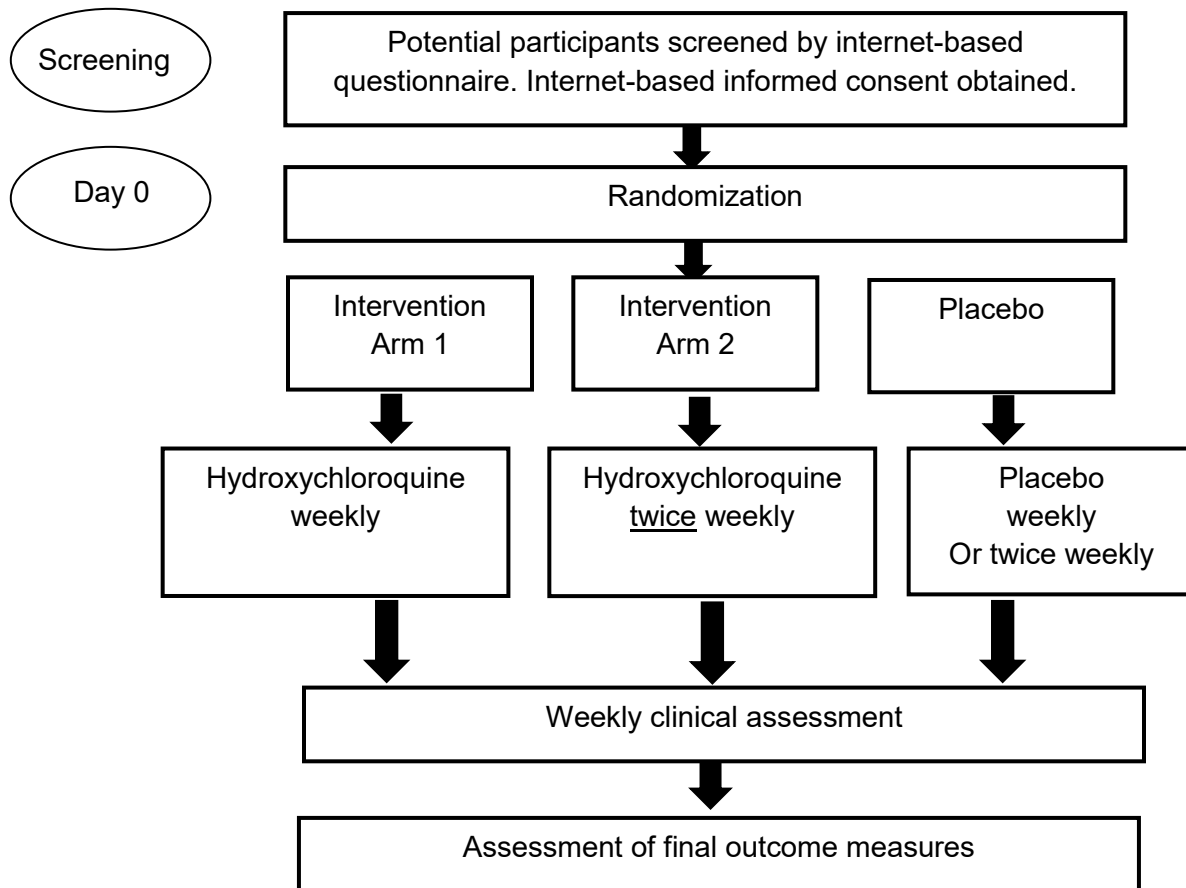 Screening
Potential participants screened by internet-based
questionnaire. Internet-based informed consent obtained.
Day 0
Randomization
Intervention
Arm 1
Intervention
Arm 2
Placebo
Hydroxychloroquine
weekly
Hydroxychloroquine
twice weekly
Placebo
weekly
Or twice weekly
Weekly clinical assessment
Assessment of final outcome measures